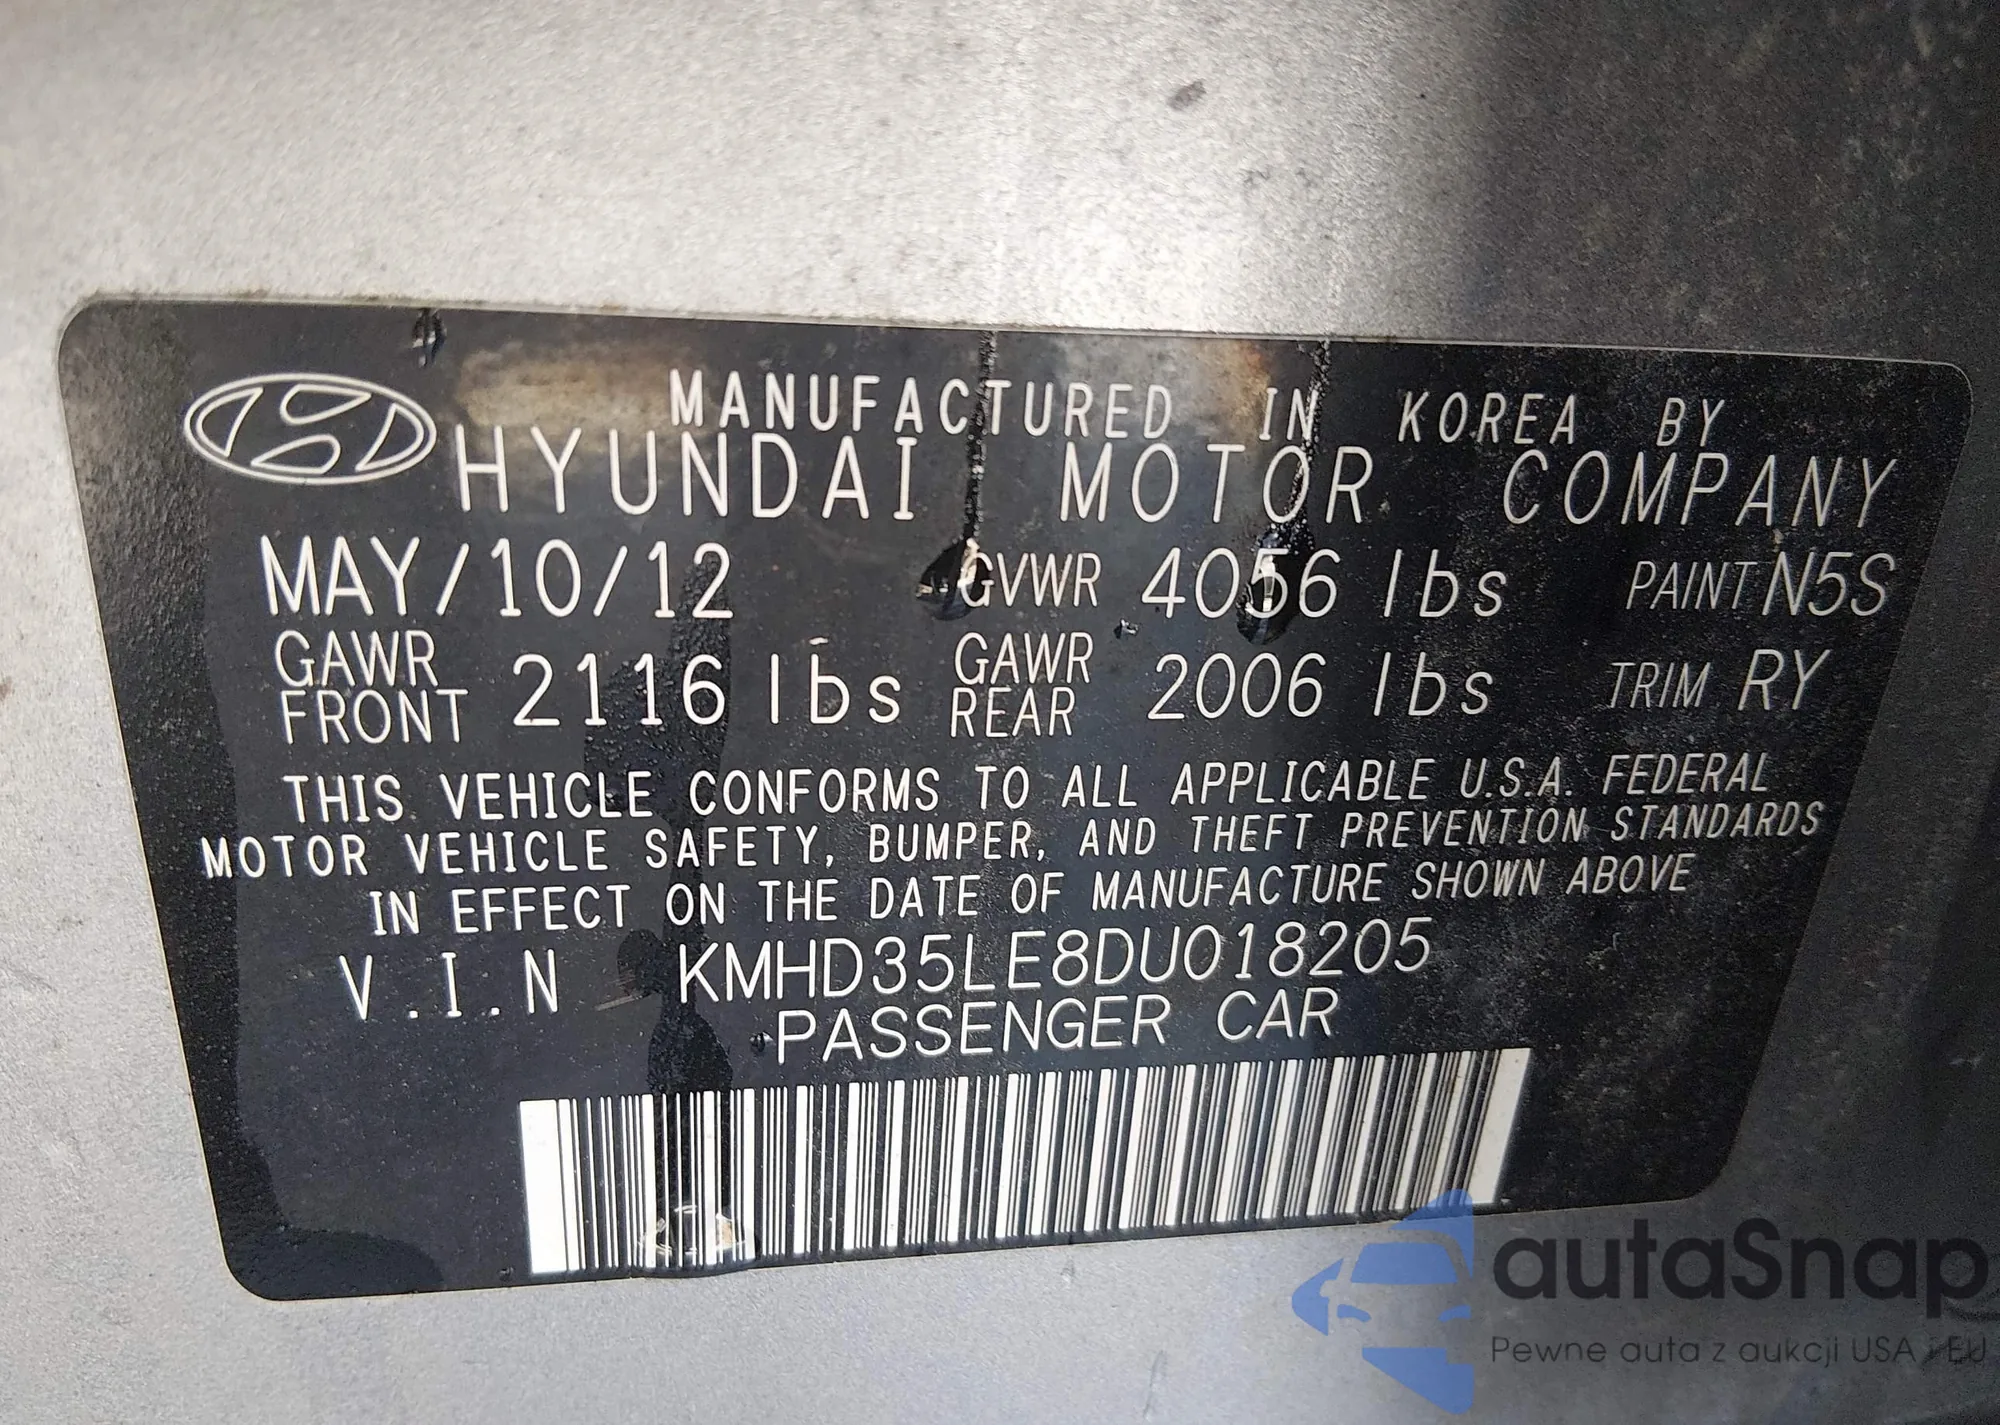 MANUFACTURED IN KOREA BY
HYUNDAI MOTOR COMPANY
MAY/10/12 GVWR 4056 lbs PAINT N5S
GAWR FRONT 2116 lbs GAWR REAR 2006 lbs TRIM RY
THIS VEHICLE CONFORMS TO ALL APPLICABLE U.S.A. FEDERAL
MOTOR VEHICLE SAFETY, BUMPER, AND THEFT PREVENTION STANDARDS
IN EFFECT ON THE DATE OF MANUFACTURE SHOWN ABOVE
V.I.N KMHD35LE8DU018205
PASSENGER CAR
autaSnap
Pewne auta z aukcji USA i EU